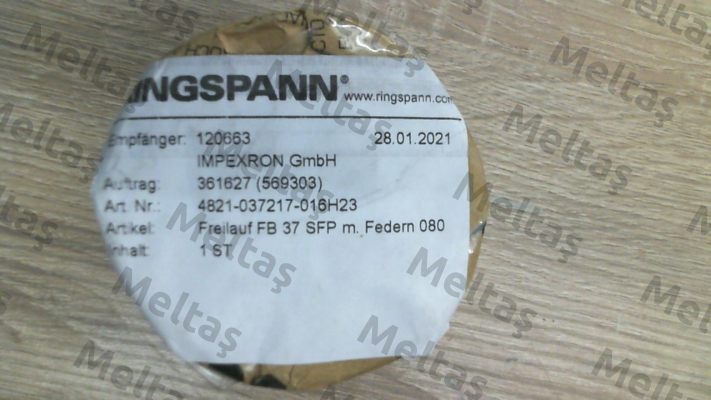 RINGSPANN®
www.ringspann.com
Empfänger: 120663 28.01.2021
IMPEXRON GmbH
Auftrag: 361627 (569303)
Art. Nr.: 4821-037217-016H23
Artikel: Freilauf FB 37 SFP m. Federn 080
Inhalt: 1 ST
Meltaş